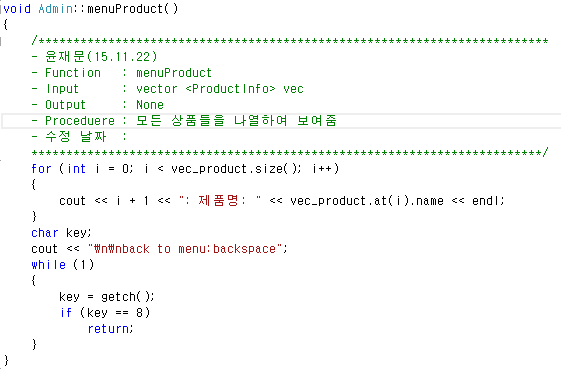 void Admin::menuProduct()
{
/*************************************************************************
- 윤재문(15.11.22)
- Function : menuProduct
- Input : vector <ProductInfo> vec
- Output : None
- Proceduere : 모든 상품들을 나열하여 보여줌
- 수정 날짜 :
*************************************************************************/
for (int i = 0; i < vec_product.size(); i++)
{
cout << i + 1 << ": 제품명: " << vec_product.at(i).name << endl;
}
char key;
cout << "₩n₩nback to menu:backspace";
while (1)
{
key = getch();
if (key == 8)
return;
}
}